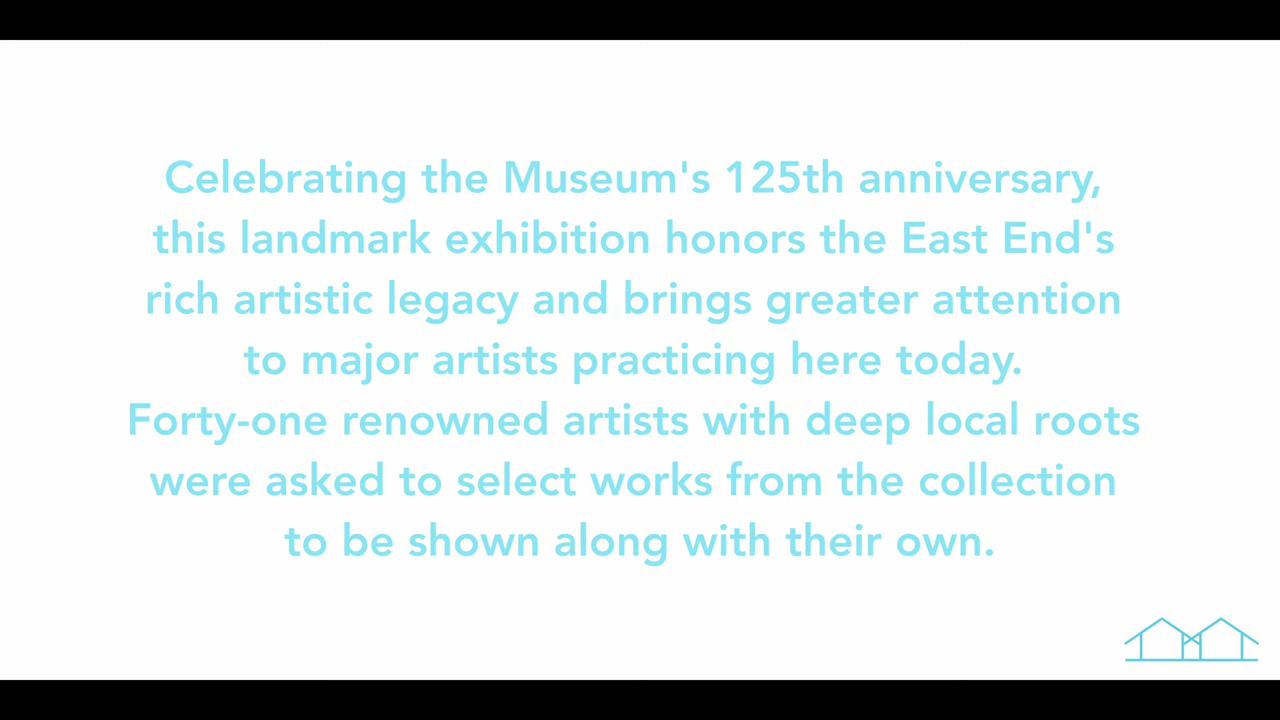 Celebrating the Museum's 125th anniversary,
this landmark exhibition honors the East End's
rich artistic legacy and brings greater attention
to major artists practicing here today.
Forty-one renowned artists with deep local roots
were asked to select works from the collection
to be shown along with their own.